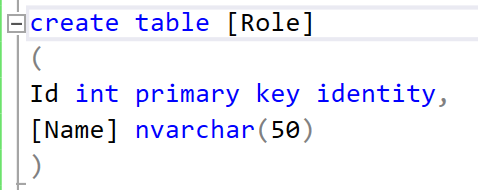 create table [Role]
(
Id int primary key identity,
[Name] nvarchar(50)
)